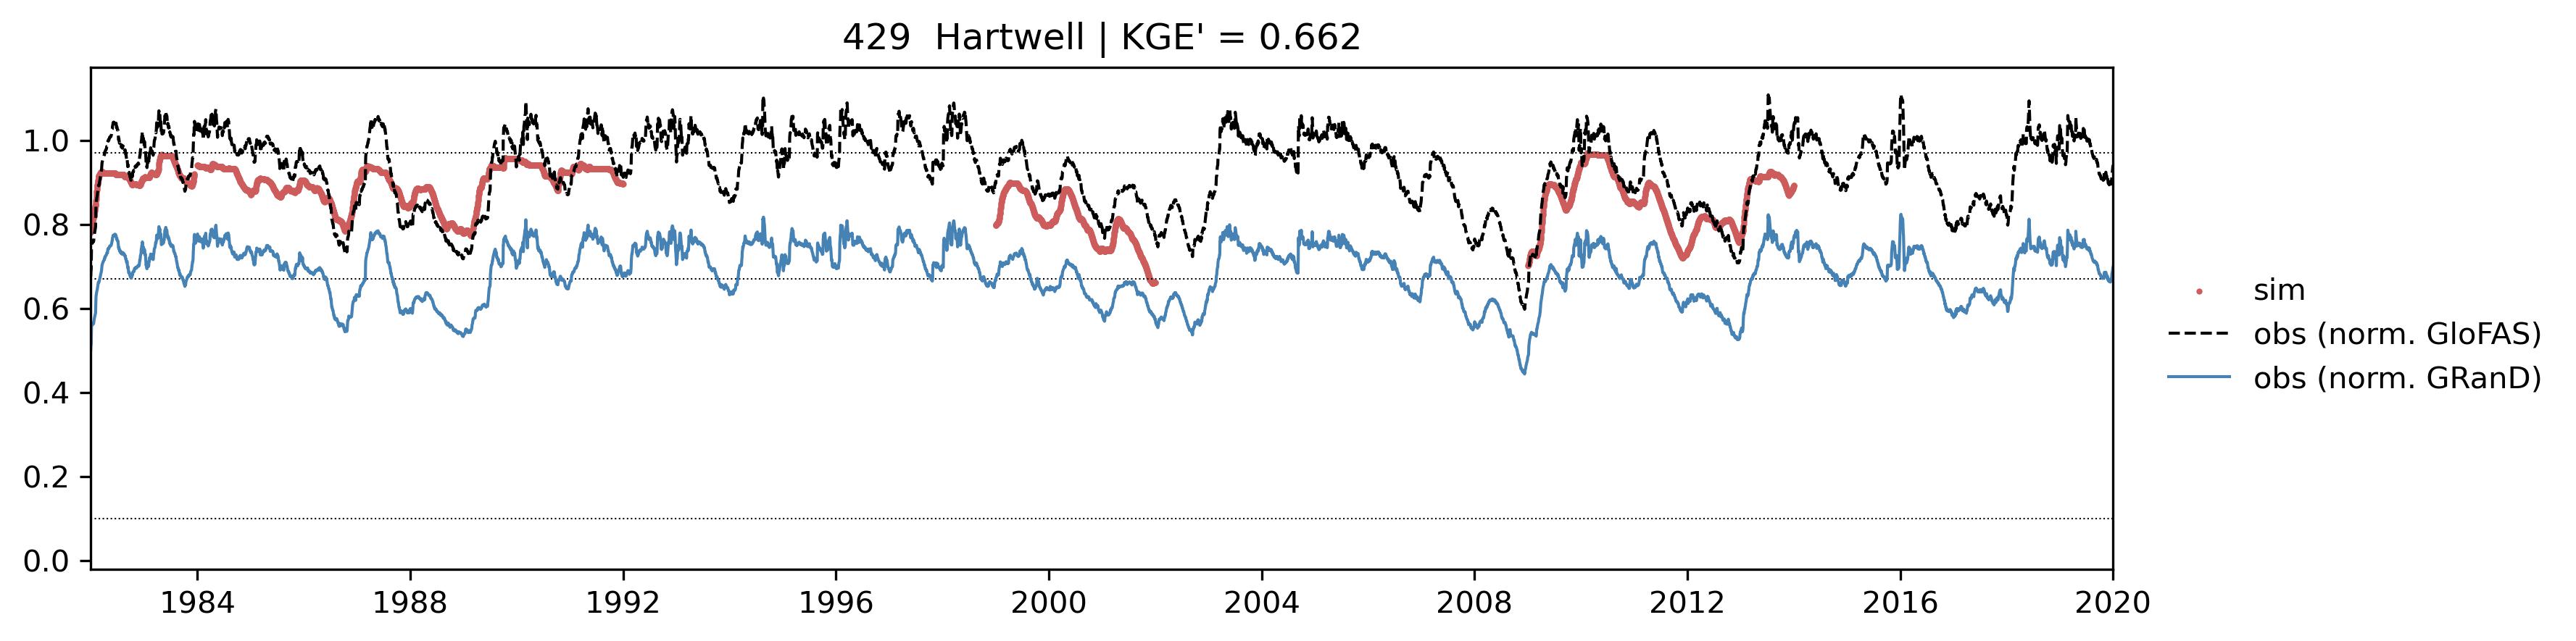 429  Hartwell | KGE' = 0.662
1.0
0.8
0.6
0.4
0.2
0.0
1984 1988 1992 1996 2000 2004 2008 2012 2016 2020
sim
obs (norm. GloFAS)
obs (norm. GRanD)